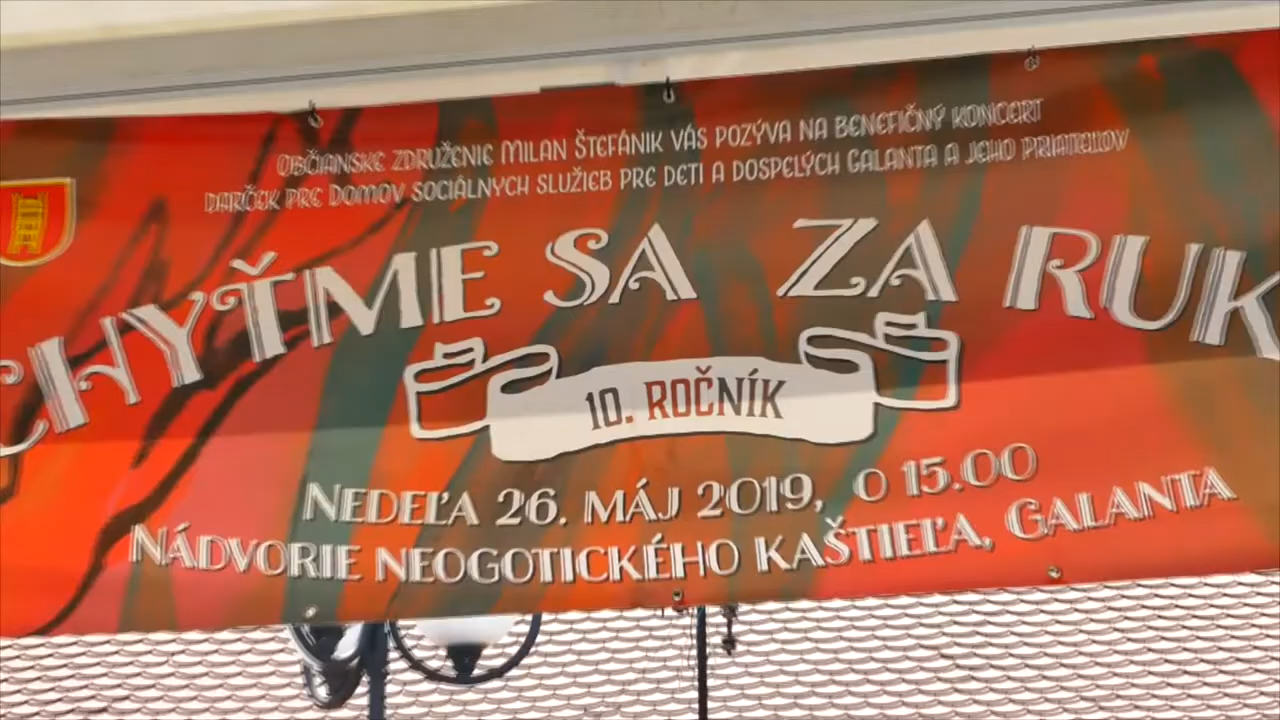 OBČIANSKE ZDRUŽENIE MILAN ŠTEFÁNIK VÁS POZÝVA NA BENEFIČNÝ KONCERT
DARČEK PRE DOMOV SOCIÁLNYCH SLUŽIEB PRE DETI A DOSPELÝCH GALANTA A JEHO PRIATEĽOV
CHYŤME SA ZA RUK
10. ROČNÍK
NEDEĽA 26. MÁJ 2019, O 15.00
NÁDVORIE NEOGOTICKÉHO KAŠTIEĽA, GALANTA